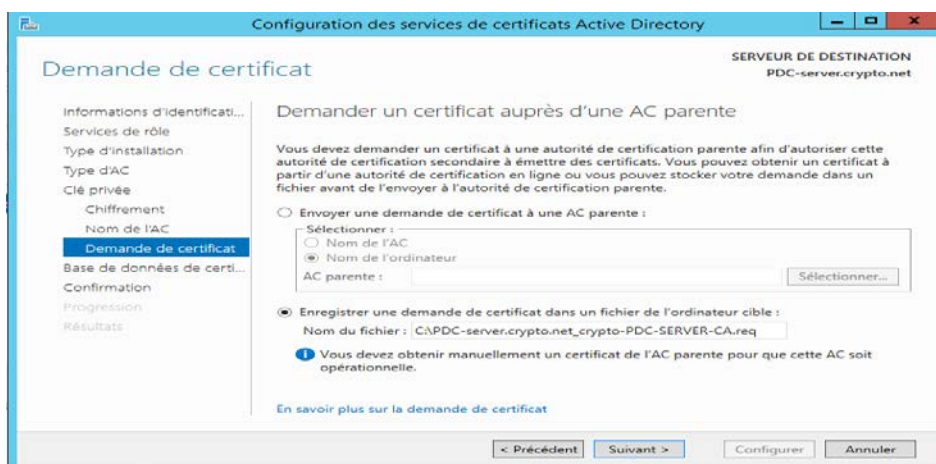 Configuration des services de certificats Active Directory
Demande de certificat
SERVEUR DE DESTINATION
PDC-server.crypto.net
Informations d'identificati...
Services de rôle
Type d'installation
Type d'AC
Clé privée
Chiffrement
Nom de l'AC
Demande de certificat
Base de données de certi...
Confirmation
Progression
Résultats
Demander un certificat auprès d'une AC parente
Vous devez demander un certificat à une autorité de certification parente afin d'autoriser cette
autorité de certification secondaire à émettre des certificats. Vous pouvez obtenir un certificat à
partir d'une autorité de certification en ligne ou vous pouvez stocker votre demande dans un
fichier avant de l'envoyer à l'autorité de certification parente.
Envoyer une demande de certificat à une AC parente :
Sélectionner :
Nom de l'AC
Nom de l'ordinateur
AC parente :
Sélectionner...
Enregistrer une demande de certificat dans un fichier de l'ordinateur cible :
Nom du fichier : C:\PDC-server.crypto.net_crypto-PDC-SERVER-CA.req
Vous devez obtenir manuellement un certificat de l'AC parente pour que cette AC soit
opérationnelle.
En savoir plus sur la demande de certificat
< Précédent
Suivant >
Configurer
Annuler